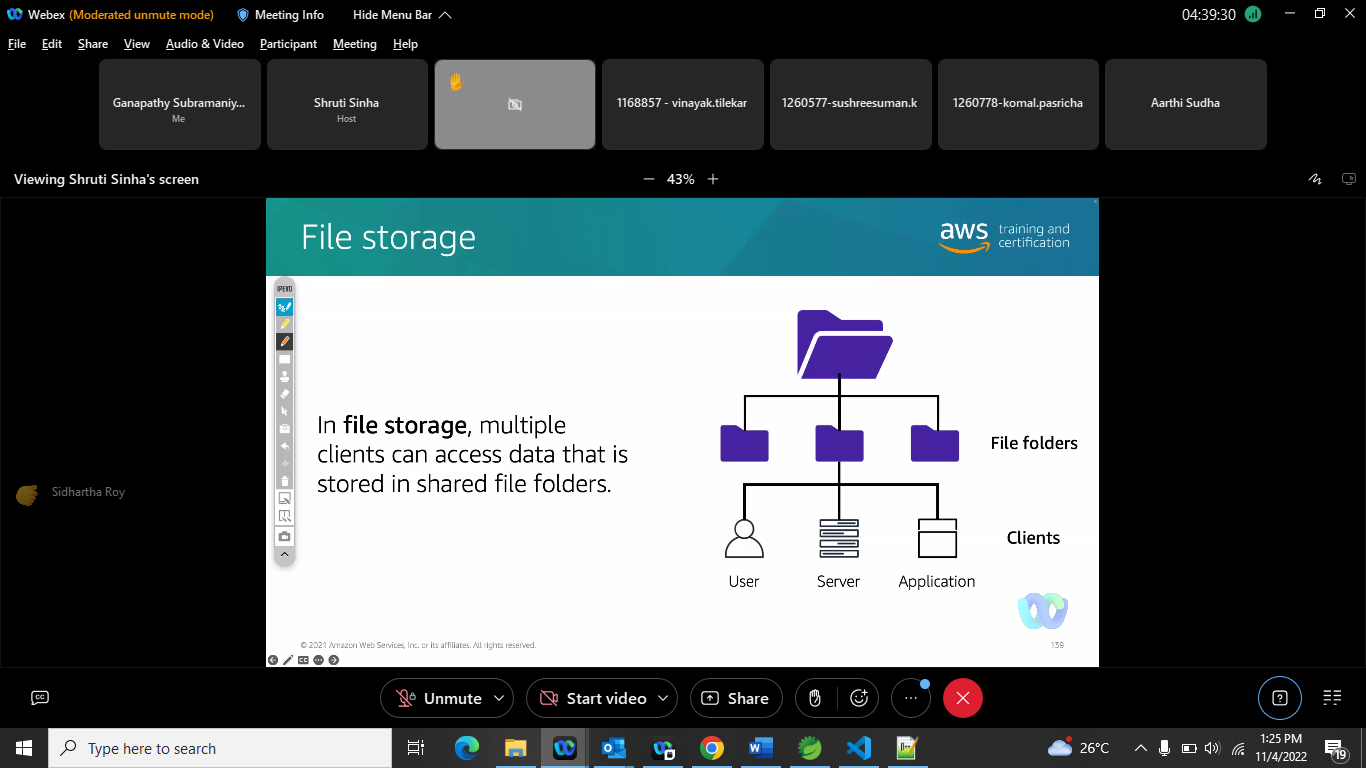 Webex (Moderated unmute mode) Meeting Info Hide Menu Bar 04:39:30
File Edit Share View Audio & Video Participant Meeting Help
Ganapathy Subramaniy...
Me
Shruti Sinha
Host
1168857 - vinayak.tilekar
1260577-sushreesuman.k
1260778-komal.pasricha
Aarthi Sudha
Viewing Shruti Sinha's screen
43%
File storage
aws training and
certification
IPEVO
In file storage, multiple
clients can access data that is
stored in shared file folders.
File folders
Clients
User Server Application
Sidhartha Roy
© 2021 Amazon Web Services, Inc. or its affiliates. All rights reserved.
139
CC
CC
Unmute Start video Share
Type here to search
26°C
1:25 PM
11/4/2022
19